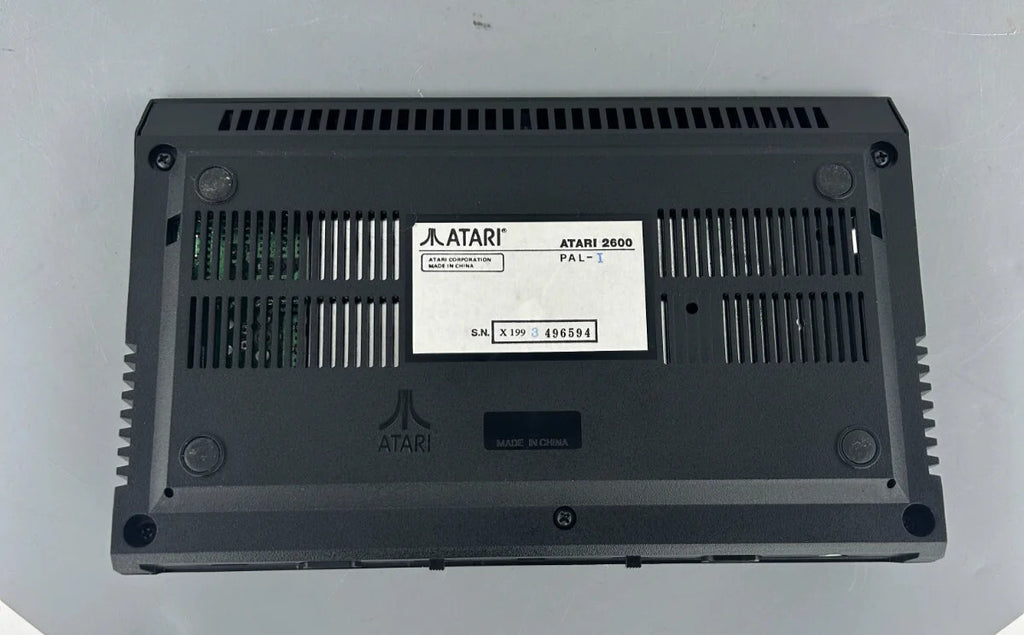 ATARI®
ATARI 2600
ATARI CORPORATION
MADE IN CHINA
PAL-I
S.N. X 199 3 496594
ATARI
MADE IN CHINA